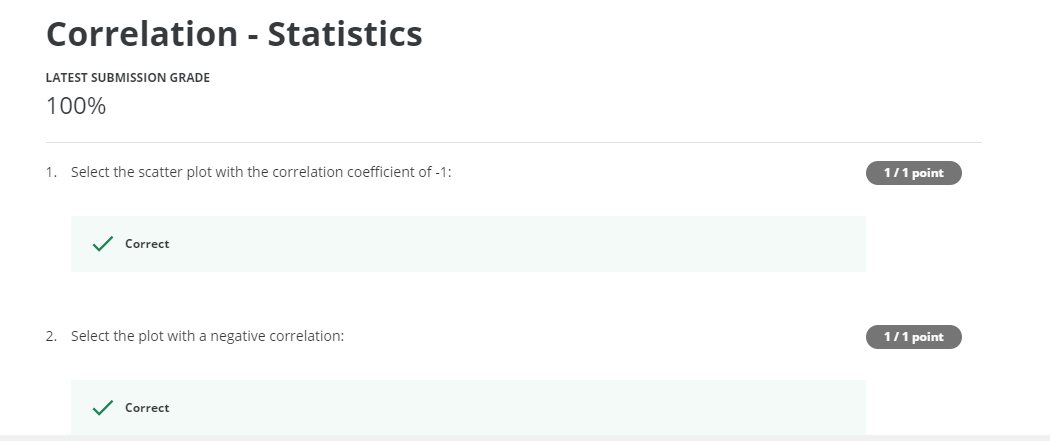 Correlation - Statistics
LATEST SUBMISSION GRADE
100%
1. Select the scatter plot with the correlation coefficient of -1:
1 / 1 point
Correct
2. Select the plot with a negative correlation:
1 / 1 point
Correct